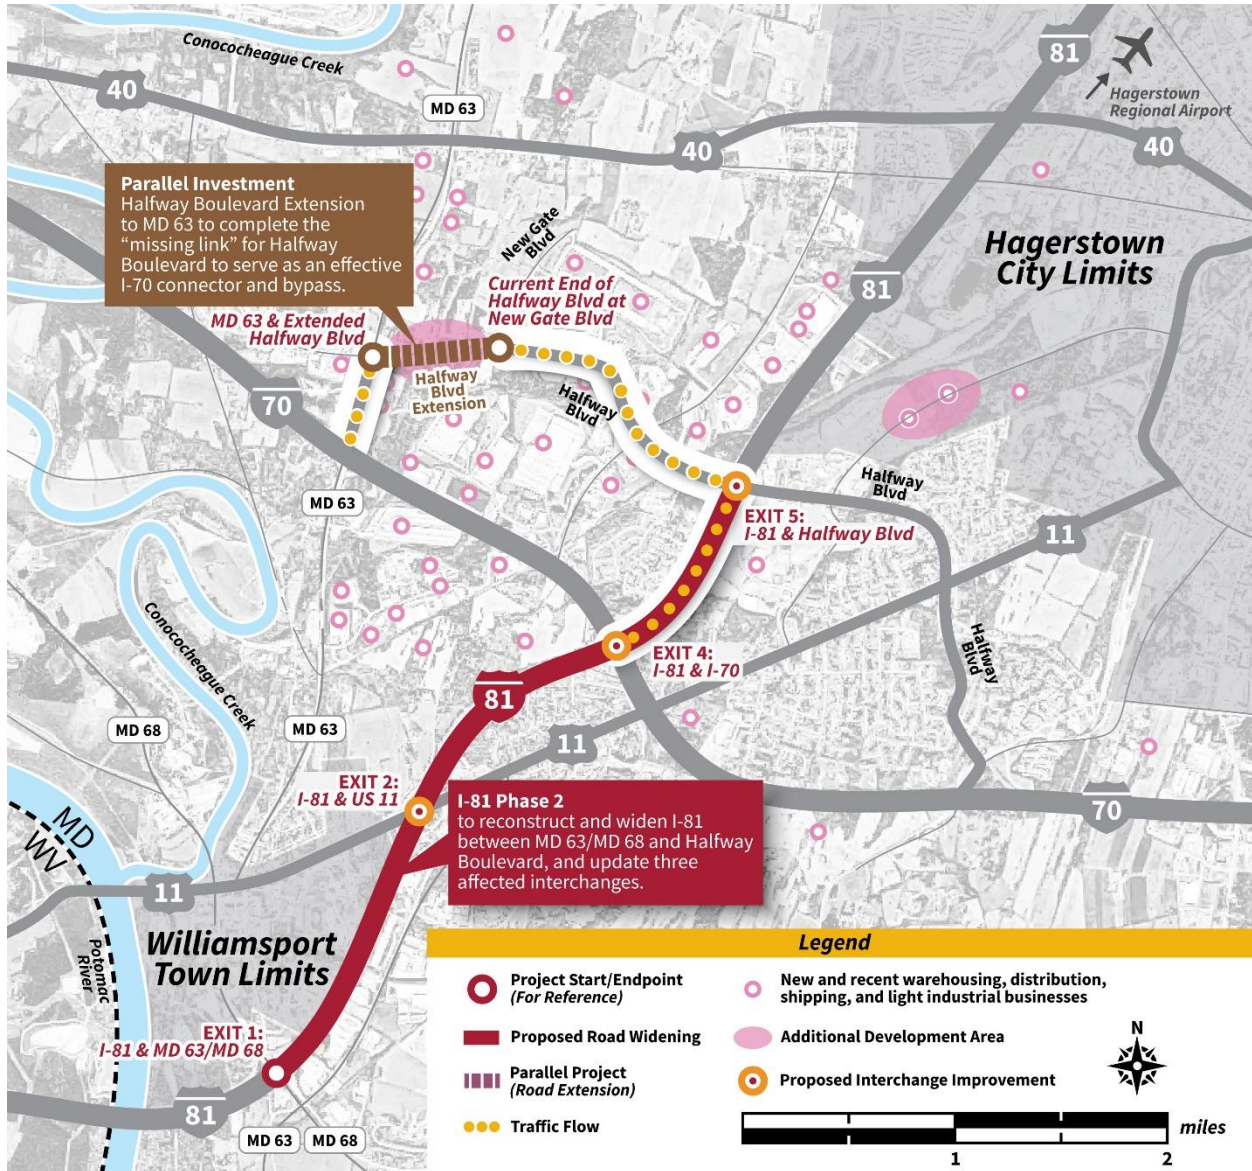 Conococheague Creek
81
Hagerstown
Regional Airport
40
MD 63
40
40
Parallel Investment
Halfway Boulevard Extension
to MD 63 to complete the
“missing link” for Halfway
Boulevard to serve as an effective
I-70 connector and bypass.
New Gate
Blvd
Hagerstown
City Limits
Current End of
Halfway Blvd at
New Gate Blvd
81
MD 63 & Extended
Halfway Blvd
Halfway
Blvd
Extension
70
Halfway
Blvd
Halfway
Blvd
MD 63
EXIT 5:
I-81 & Halfway Blvd
11
Conococheague Creek
EXIT 4:
I-81 & I-70
Halfway
Blvd
81
MD 68
MD 63
11
EXIT 2:
I-81 & US 11
I-81 Phase 2
to reconstruct and widen I-81
between MD 63/MD 68 and Halfway
Boulevard, and update three
affected interchanges.
70
MD
WV
11
Potomac
River
Williamsport
Town Limits
EXIT 1:
I-81 & MD 63/MD 68
81
MD 63
MD 68
Legend
Project Start/Endpoint
(For Reference)
Proposed Road Widening
Parallel Project
(Road Extension)
Traffic Flow
New and recent warehousing, distribution,
shipping, and light industrial businesses
Additional Development Area
Proposed Interchange Improvement
N
miles
1
2